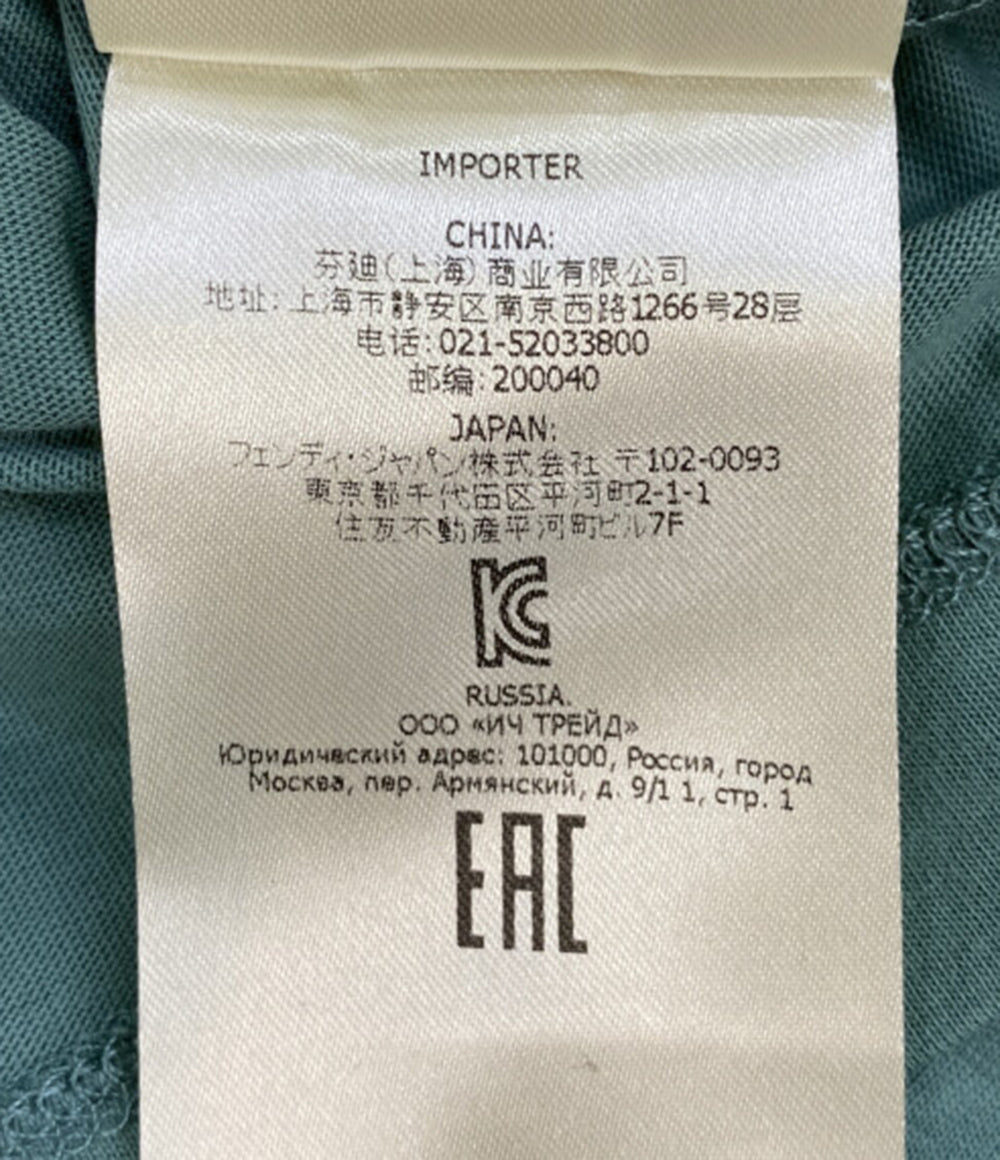 IMPORTER
CHINA:
芬迪(上海)商业有限公司
地址:上海市静安区南京西路1266号28层
电话:021-52033800
邮编:200040
JAPAN:
フェンディ・ジャパン株式会社 〒102-0093
東京都千代田区平河町2-1-1
住友不動産平河町ビル7F
KC
RUSSIA.
ООО «ИЧ ТРЕЙД»
Юридический адрес: 101000, Россия, город
Москва, пер. Армянский, д. 9/1 1, стр. 1
EAC